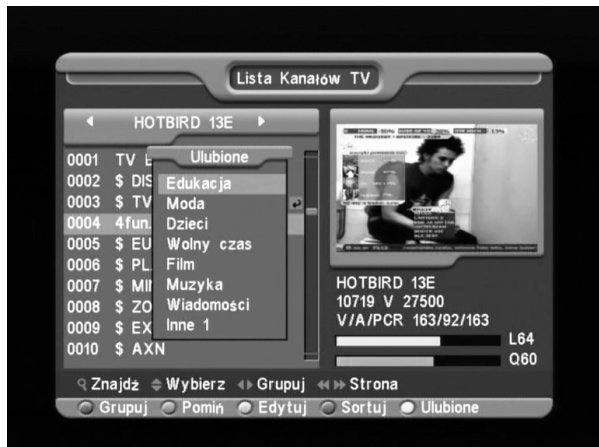 Lista Kanałów TV
HOTBIRD 13E
Ulubione
0001 TV
0002 $ DIS
0003 $ TV
0004 4fun.
0005 $ EU
0006 $ PL
0007 $ MI
0008 $ ZO
0009 $ EX
0010 $ AXN
Edukacja
Moda
Dzieci
Wolny czas
Film
Muzyka
Wiadomości
Inne 1
HOTBIRD 13E
10719 V 27500
V/A/PCR 163/92/163
L64
Q60
Znajdż Wybierz Grupuj Strona
Grupuj Pomiń Edytuj Sortuj Ulubione